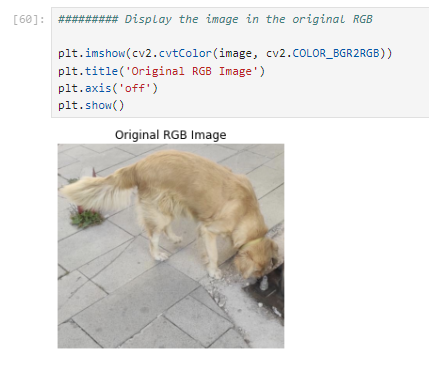 [60]: ######### Display the image in the original RGB
plt.imshow(cv2.cvtColor(image, cv2.COLOR_BGR2RGB))
plt.title('Original RGB Image')
plt.axis('off')
plt.show()
Original RGB Image